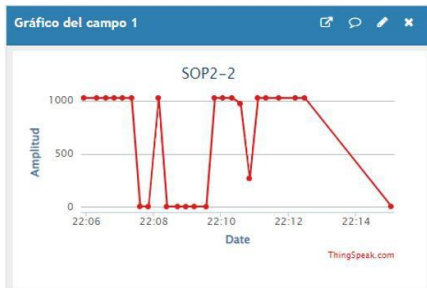 Gráfico del campo 1
SOP2-2
1000
500
0
Amplitud
22:06 22:08 22:10 22:12 22:14
Date
ThingSpeak.com